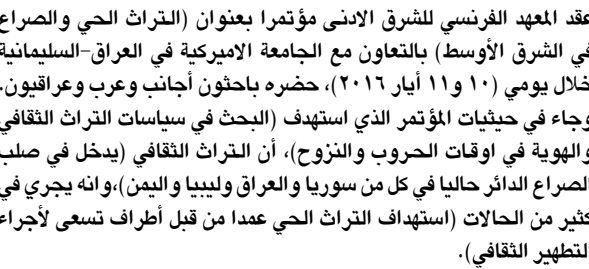 عقد المعهد الفرنسي للشرق الادنى مؤتمرا بعنوان (التراث الحي والصراع
في الشرق الأوسط) بالتعاون مع الجامعة الاميركية في العراق-السليمانية
خلال يومي (١٠ و١١ أيار ٢٠١٦)، حضره باحثون أجانب وعرب وعراقيون.
وجاء في حيثيات المؤتمر الذي استهدف (البحث في سياسات التراث الثقافي
والهوية في اوقات الحروب والنزوح)، أن التراث الثقافي (يدخل في صلب
الصراع الدائر حاليا في كل من سوريا والعراق وليبيا واليمن)،وانه يجري في
كثير من الحالات (استهداف التراث الحي عمدا من قبل أطراف تسعى لأجراء
التطهير الثقافي).